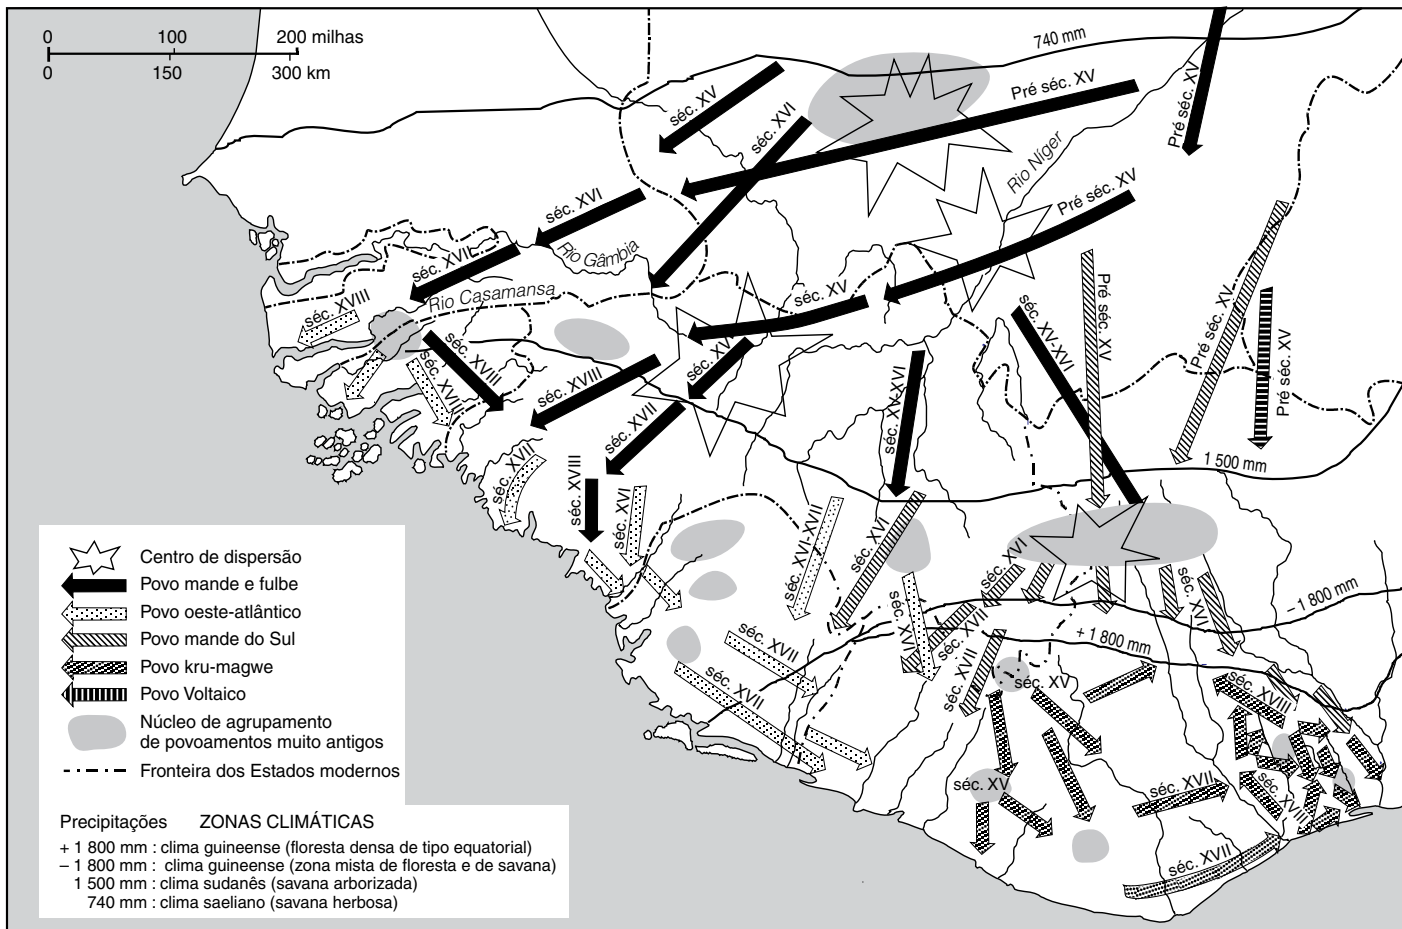 0 100 200 milhas
0 150 300 km
740 mm
séc. XV
séc. XVI
Pré séc. XV
Pré séc. XV
Rio Níger
séc. XVI
Pré séc. XV
séc. XVII
Rio Gâmbia
Rio Casamansa
séc. XV
séc. XVIII
séc. XVIII
séc. XVIII
séc. XVIII
séc. XV-XVI
Pré séc. XV
Pré séc. XV
Pré séc. XV
séc. XVII
séc. XV-XVI
1 500 mm
séc. XVII
séc. XVIII
séc. XVI
séc. XVI-XVII
séc. XVI
séc. XVI
séc. XVI
séc. XVI
séc. XVII
séc. XVII
– 1 800 mm
+ 1 800 mm
séc. XVII
séc. XVII
séc. XV
séc. XVIII
séc. XV
séc. XVII
séc. XVIII
séc. XVII
Centro de dispersão
Povo mande e fulbe
Povo oeste-atlântico
Povo mande do Sul
Povo kru-magwe
Povo Voltaico
Núcleo de agrupamento
de povoamentos muito antigos
Fronteira dos Estados modernos
Precipitações ZONAS CLIMÁTICAS
+ 1 800 mm : clima guineense (floresta densa de tipo equatorial)
– 1 800 mm : clima guineense (zona mista de floresta e de savana)
1 500 mm : clima sudanês (savana arborizada)
740 mm : clima saeliano (savana herbosa)